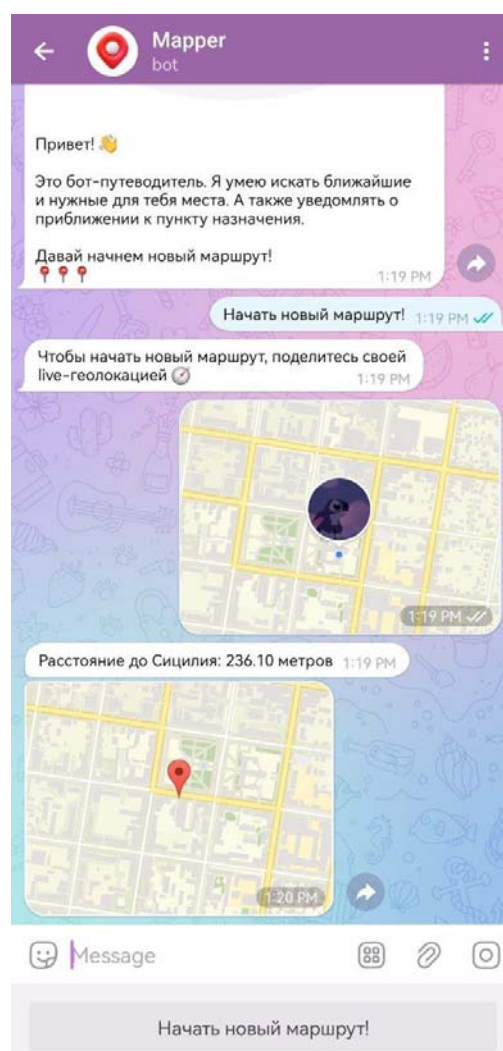 Mapper
bot
Привет! 👋
Это бот-путеводитель. Я умею искать ближайшие
и нужные для тебя места. А также уведомлять о
приближении к пункту назначения.
Давай начнем новый маршрут!
📍📍📍
1:19 PM
Начать новый маршрут! 1:19 PM
Чтобы начать новый маршрут, поделитесь своей
live-геолокацией 🧭
1:19 PM
1:19 PM
Расстояние до Сицилия: 236.10 метров 1:19 PM
1:20 PM
Message
Начать новый маршрут!